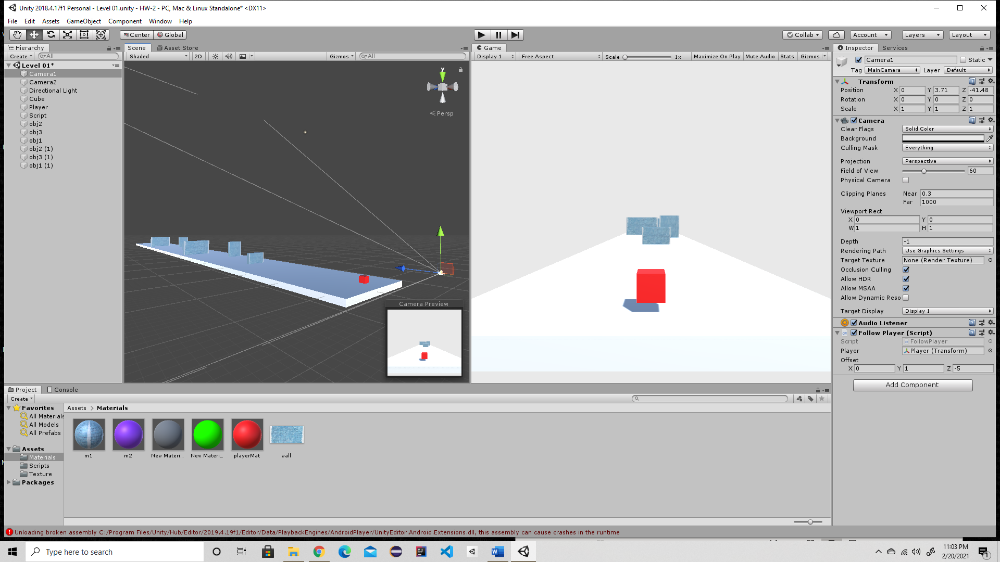 Unity 2018.4.17f1 Personal - Level 01.unity - HW-2 - PC, Mac & Linux Standalone* <DX11>
File Edit Assets GameObject Component Window Help
Center Global Collab Account Layers Layout
Hierarchy
Create All
Level 01*
Camera1
Camera2
Directional Light
Cube
Player
Script
obj2
obj3
obj1
obj2 (1)
obj3 (1)
obj1 (1)
Scene Asset Store
Shaded 2D Gizmos All
y
Persp
Camera Preview
Game
Display 1 Free Aspect Scale 1x Maximize On Play Mute Audio Stats Gizmos
Inspector Services
Camera1 Static
Tag MainCamera Layer Default
Transform
Position X 0 Y 3.71 Z -41.48
Rotation X 0 Y 0 Z 0
Scale X 1 Y 1 Z 1
Camera
Clear Flags Solid Color
Background
Culling Mask Everything
Projection Perspective
Field of View 60
Physical Camera
Clipping Planes Near 0.3
Far 1000
Viewport Rect
X 0 Y 0
W 1 H 1
Depth -1
Rendering Path Use Graphics Settings
Target Texture None (Render Texture)
Occlusion Culling
Allow HDR
Allow MSAA
Allow Dynamic Reso
Target Display Display 1
Audio Listener
Follow Player (Script)
Script FollowPlayer
Player Player (Transform)
Offset
X 0 Y 1 Z -5
Add Component
Project Console
Create
Favorites
All Materials
All Models
All Prefabs
Assets
Materials
Scripts
Texture
Packages
Assets > Materials
m1 m2 New Materi... New Materi... playerMat wall
Unloading broken assembly C:/Program Files/Unity/Hub/Editor/2019.4.19f1/Editor/Data/PlaybackEngines/AndroidPlayer/UnityEditor.Android.Extensions.dll, this assembly can cause crashes in the runtime
Type here to search
11:03 PM
2/20/2021
1